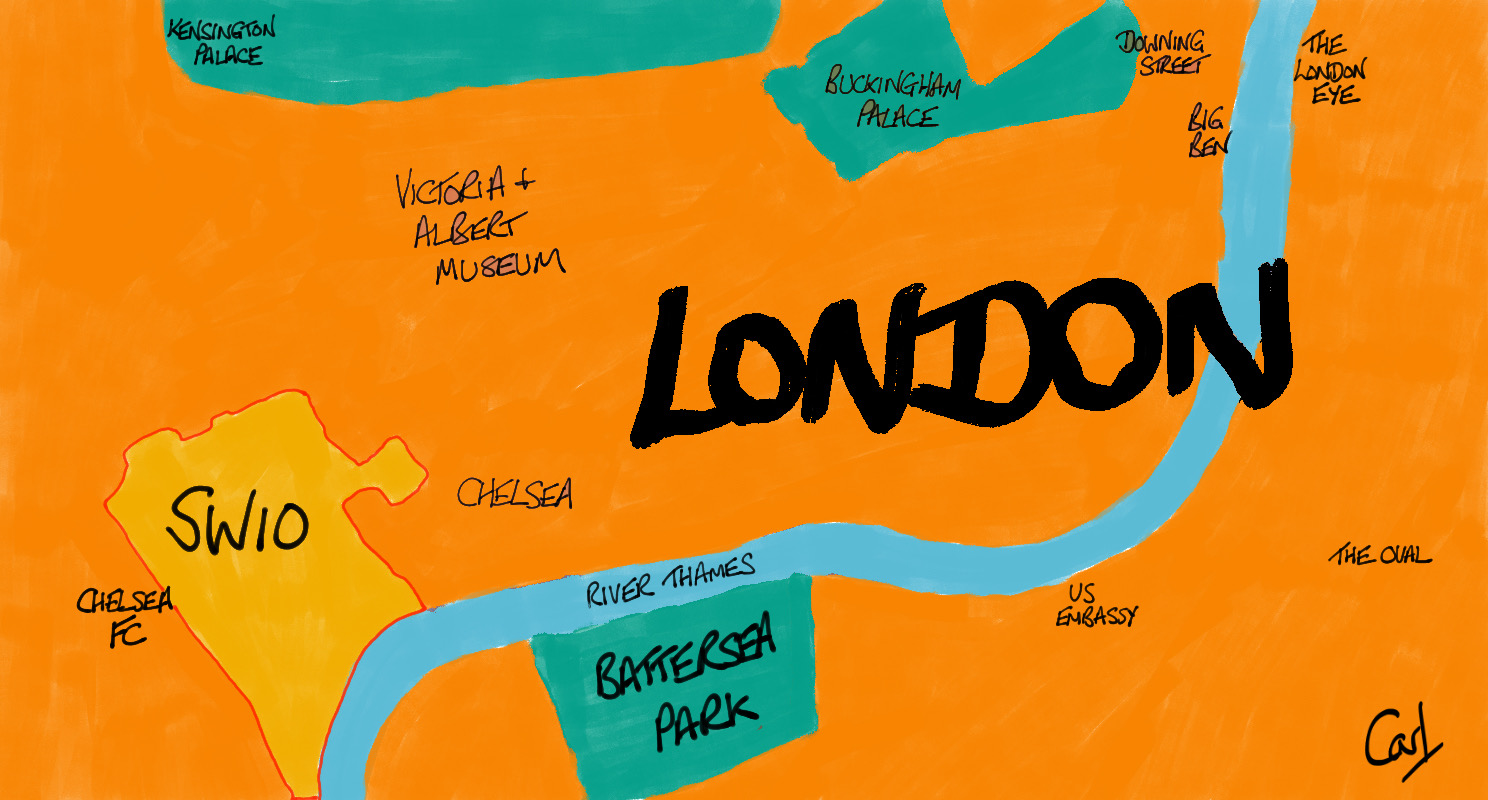 KENSINGTON
PALACE
BUCKINGHAM
PALACE
DOWNING
STREET
THE
LONDON
EYE
BIG
BEN
VICTORIA +
ALBERT
MUSEUM
LONDON
SW10
CHELSEA
CHELSEA
FC
RIVER THAMES
BATTERSEA
PARK
US
EMBASSY
THE OVAL
Carl